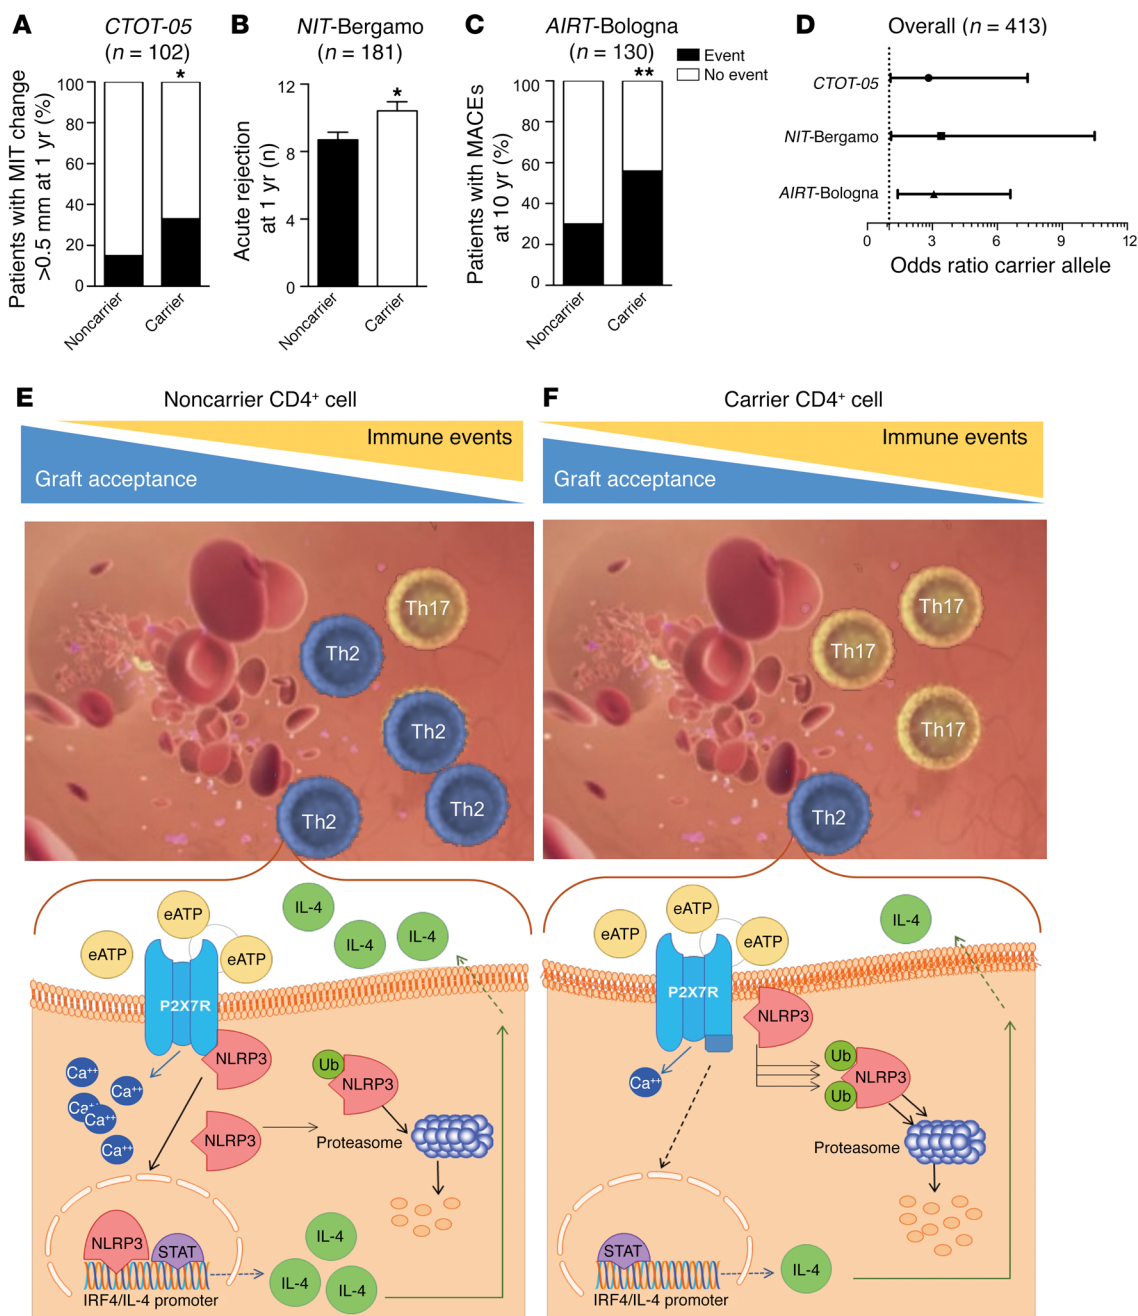 A
CTOT-05
(n = 102)
Patients with MIT change
>0.5 mm at 1 yr (%)
100
80
60
40
20
0
*
Noncarrier
Carrier
B
NIT-Bergamo
(n = 181)
Acute rejection
at 1 yr (n)
12
8
4
0
*
Noncarrier
Carrier
C
AIRT-Bologna
(n = 130)
Event
No event
Patients with MACEs
at 10 yr (%)
100
80
60
40
20
0
**
Noncarrier
Carrier
D
Overall (n = 413)
CTOT-05
NIT-Bergamo
AIRT-Bologna
0 3 6 9 12
Odds ratio carrier allele
E
Noncarrier CD4⁺ cell
Immune events
Graft acceptance
Th17
Th2
Th2
Th2
Th2
eATP
eATP
eATP
IL-4
IL-4
IL-4
P2X7R
NLRP3
Ca⁺⁺
Ca⁺⁺
Ca⁺⁺
Ca⁺⁺
Ca⁺⁺
Ub
NLRP3
NLRP3
Proteasome
NLRP3
STAT
IRF4/IL-4 promoter
IL-4
IL-4
IL-4
F
Carrier CD4⁺ cell
Immune events
Graft acceptance
Th17
Th17
Th17
Th2
eATP
eATP
eATP
IL-4
P2X7R
NLRP3
Ca⁺⁺
Ub
Ub
NLRP3
Proteasome
STAT
IRF4/IL-4 promoter
IL-4